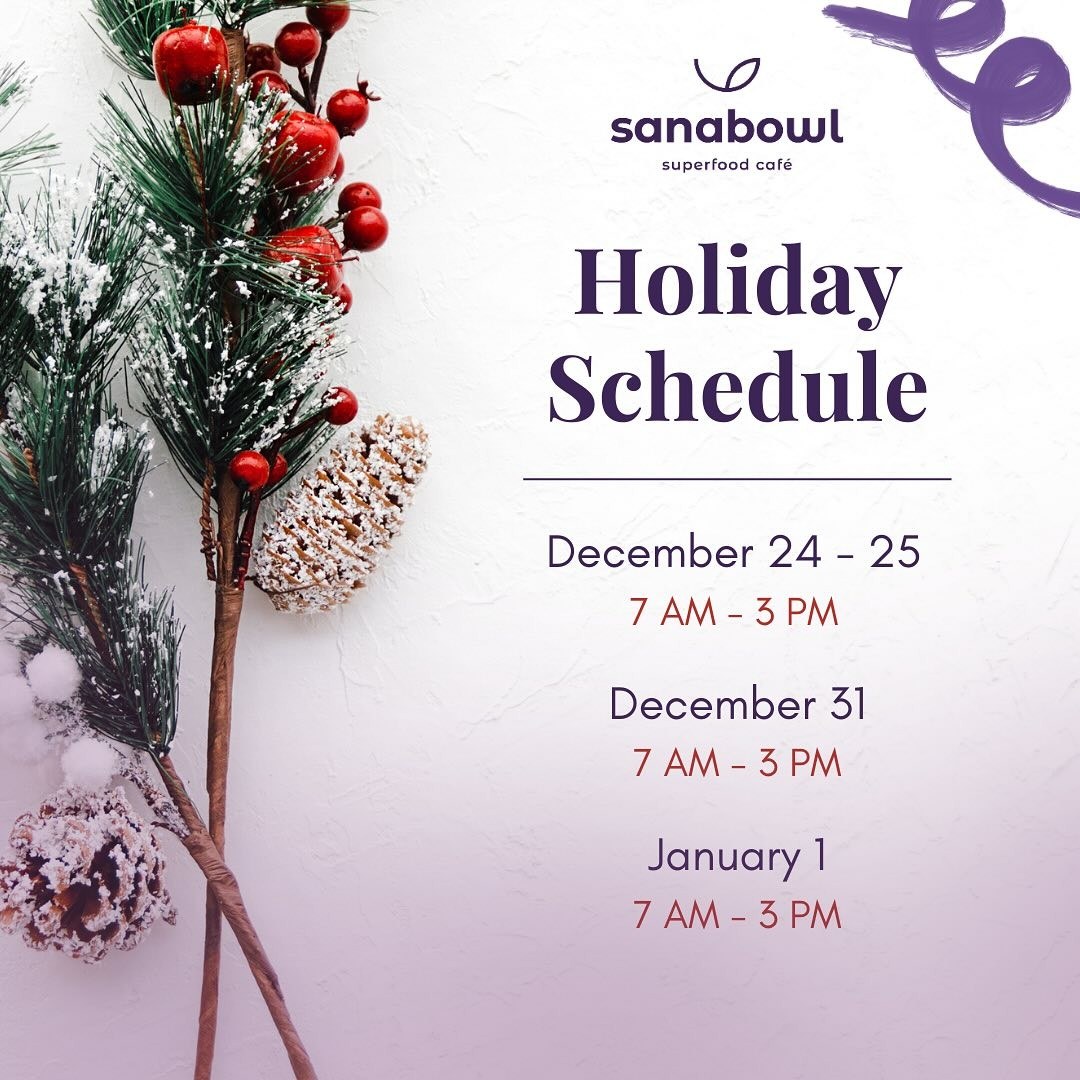 sanabowl
superfood café
Holiday
Schedule
December 24 - 25
7 AM - 3 PM
December 31
7 AM - 3 PM
January 1
7 AM - 3 PM